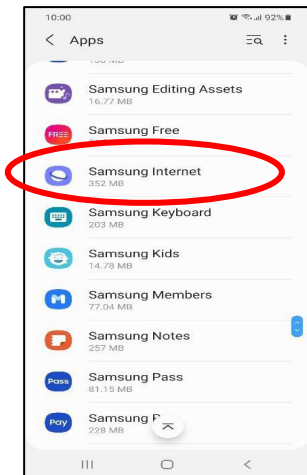 10:00 92%
< Apps
Samsung Editing Assets
16.77 MB
FREE Samsung Free
Samsung Internet
352 MB
Samsung Keyboard
203 MB
Samsung Kids
14.78 MB
Samsung Members
77.04 MB
Samsung Notes
257 MB
Pass Samsung Pass
81.15 MB
Pay Samsung
228 MB